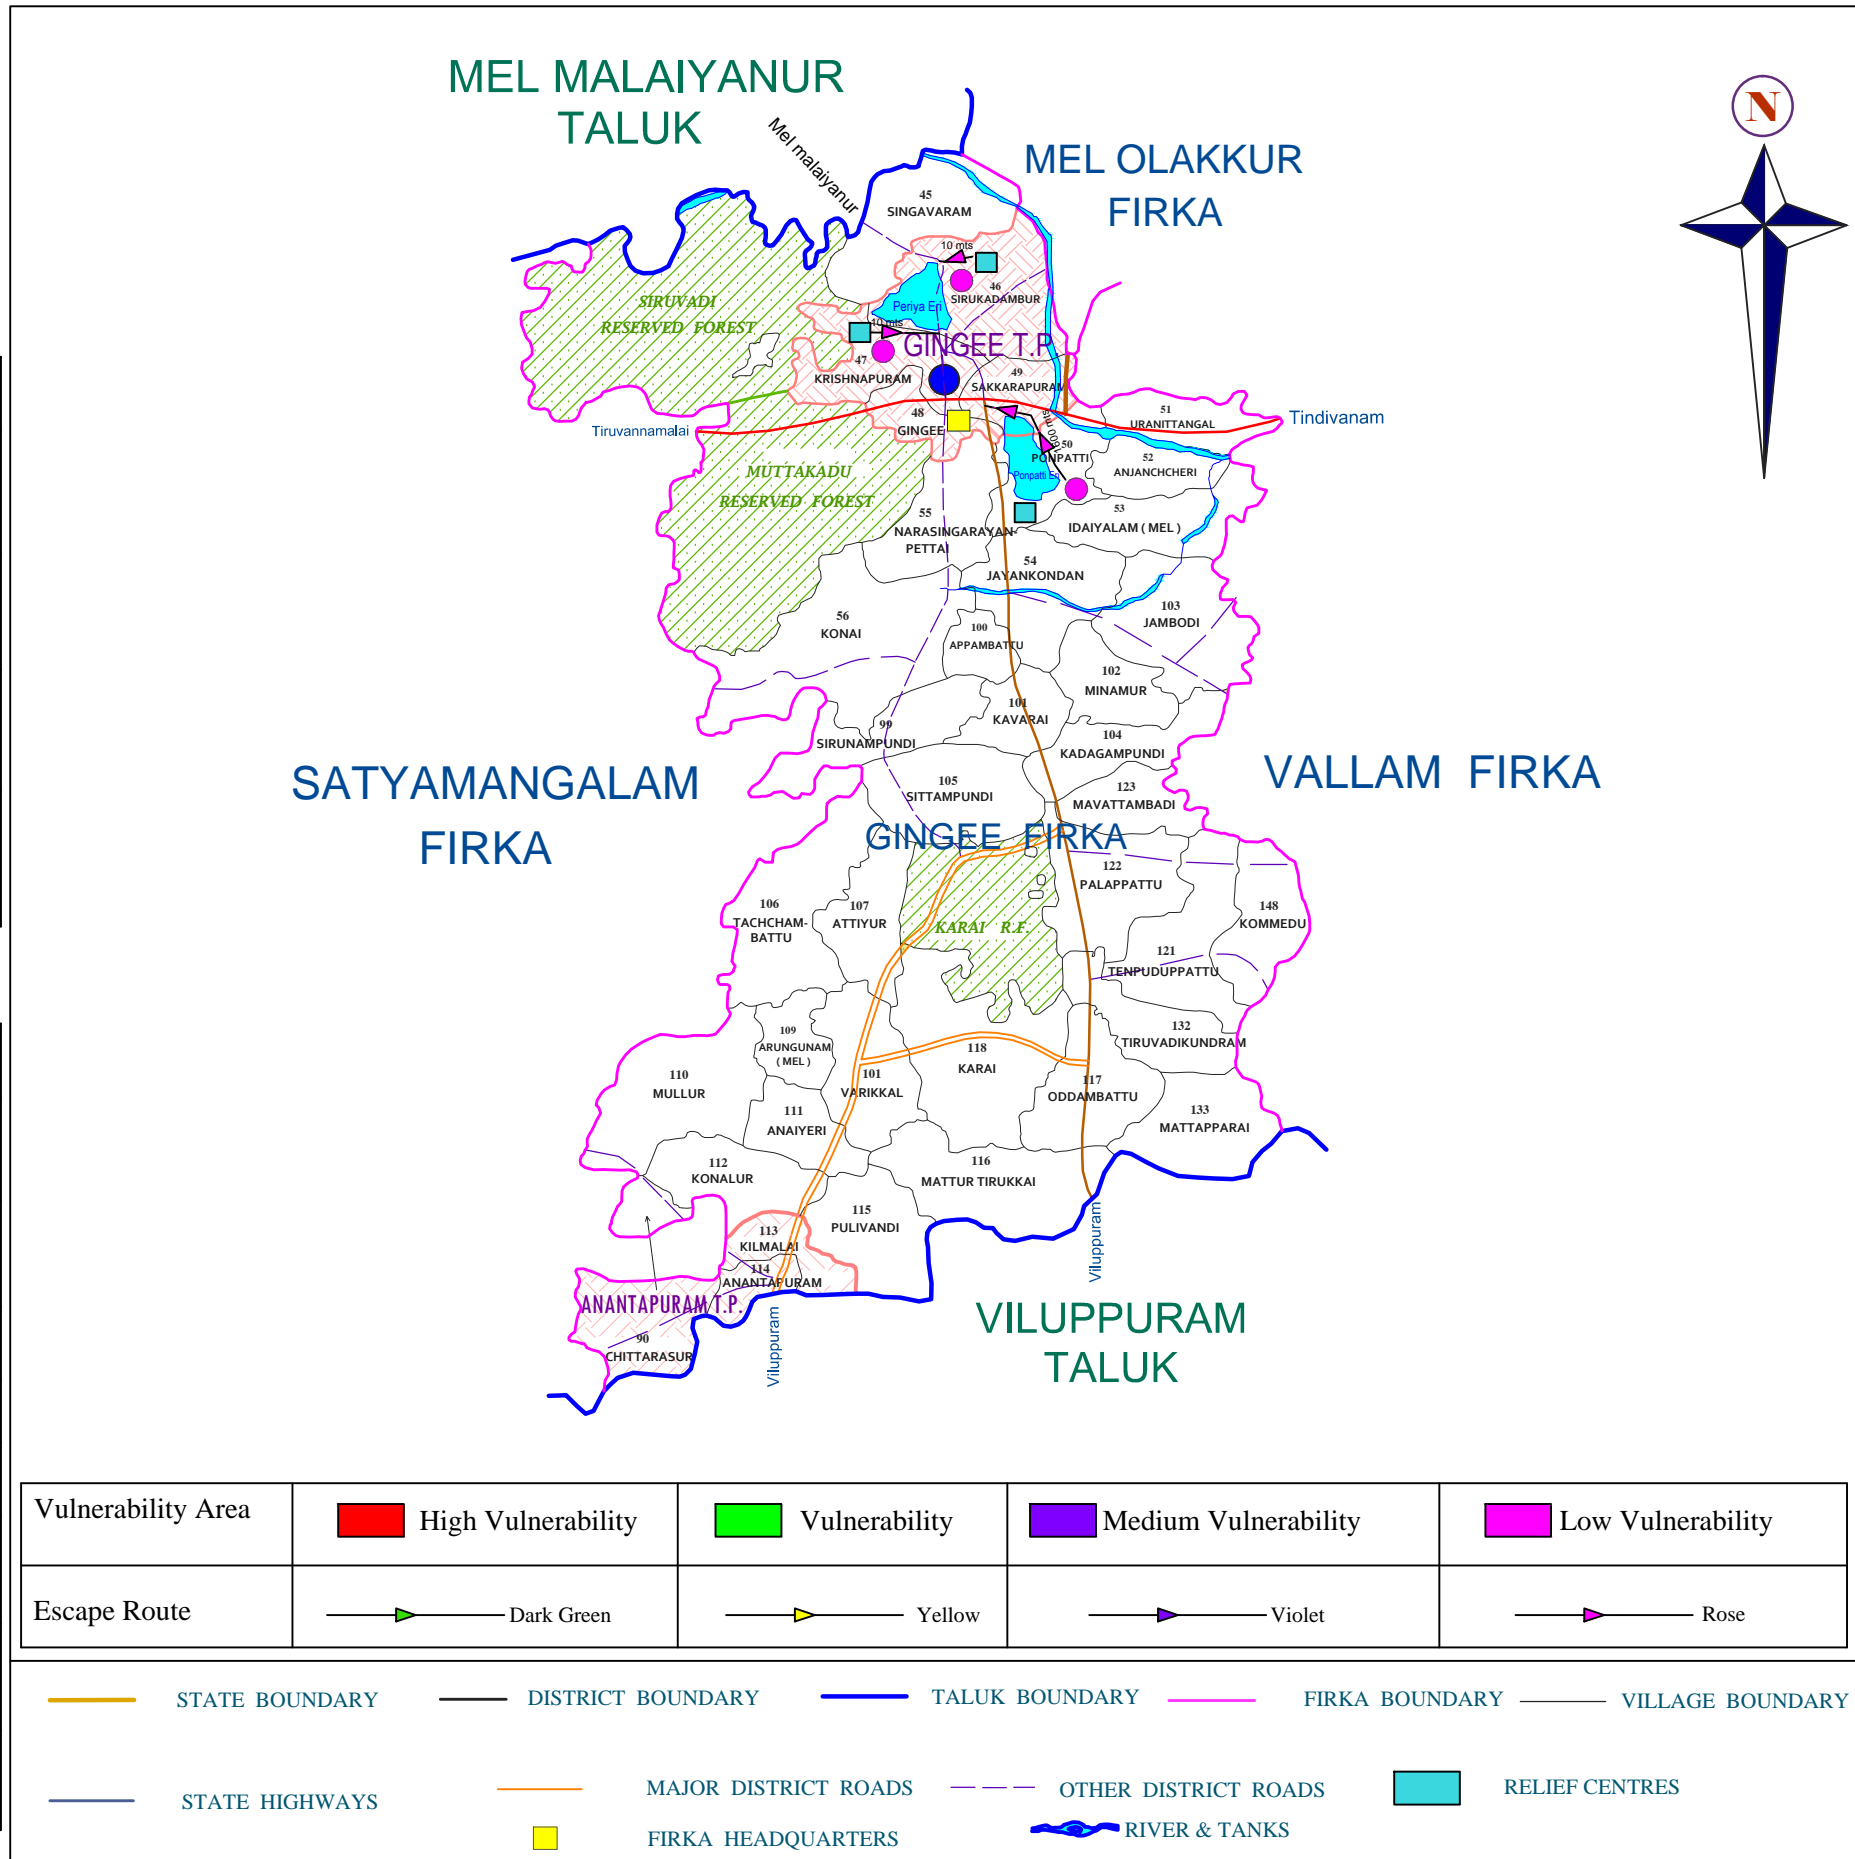 MEL MALAIYANUR
TALUK
N
Mel malaiyanur
MEL OLAKKUR
FIRKA
45
SINGAVARAM
10 mts
46
SIRUKADAMBUR
Periya Eri
SIRUVADI
RESERVED FOREST
10 mts
GINGEE T.P
47
KRISHNAPURAM
49
SAKKARAPURAM
48
GINGEE
51
URANITTANGAL
Tindivanam
Tiruvannamalai
50
PONPATTI
Ponpatti Eri
52
ANJANCHCHERI
MUTTAKADU
RESERVED FOREST
55
NARASINGARAYAN-
PETTAI
53
IDAIYALAM ( MEL )
54
JAYANKONDAN
56
KONAI
100
APPAMBATTU
103
JAMBODI
102
MINAMUR
101
KAVARAI
99
SIRUNAMPUNDI
104
KADAGAMPUNDI
SATYAMANGALAM
FIRKA
VALLAM FIRKA
105
SITTAMPUNDI
123
MAVATTAMBADI
GINGEE FIRKA
122
PALAPPATTU
106
TACHCHAM-
BATTU
107
ATTIYUR
KARAI R.F.
148
KOMMEDU
121
TENPUDUPPATTU
109
ARUNGUNAM
( MEL )
132
TIRUVADIKUNDRAM
118
KARAI
110
MULLUR
101
VARIKKAL
117
ODDAMBATTU
111
ANAIYERI
133
MATTAPPARAI
112
KONALUR
116
MATTUR TIRUKKAI
115
PULIVANDI
113
KILMALAI
114
ANANTAPURAM
Viluppuram
ANANTAPURAM T.P.
90
CHITTARASUR
Viluppuram
VILUPPURAM
TALUK
Vulnerability Area
High Vulnerability
Vulnerability
Medium Vulnerability
Low Vulnerability
Escape Route
Dark Green
Yellow
Violet
Rose
STATE BOUNDARY
DISTRICT BOUNDARY
TALUK BOUNDARY
FIRKA BOUNDARY
VILLAGE BOUNDARY
STATE HIGHWAYS
MAJOR DISTRICT ROADS
OTHER DISTRICT ROADS
RELIEF CENTRES
FIRKA HEADQUARTERS
RIVER & TANKS